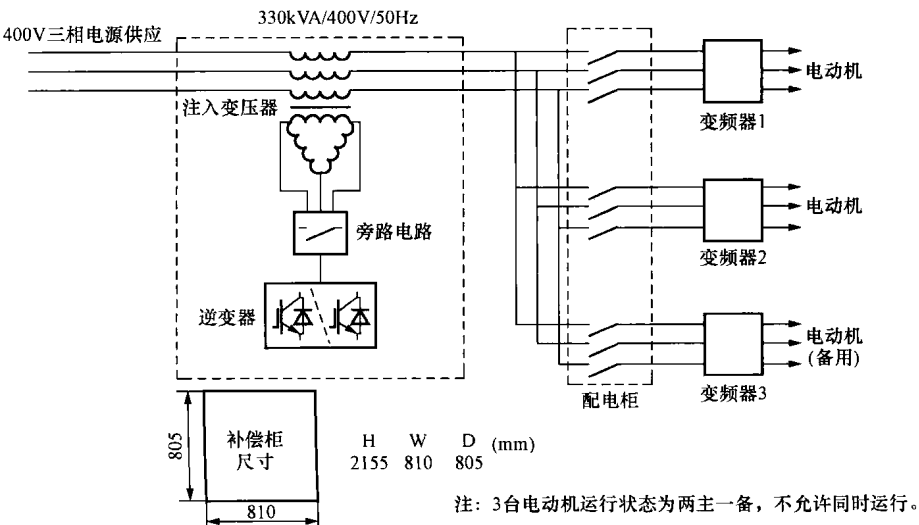 330kVA/400V/50Hz
400V三相电源供应
注入变压器
旁路电路
逆变器
电动机
变频器1
电动机
变频器2
电动机
(备用)
变频器3
配电柜
805
补偿柜
尺寸
810
H W D (mm)
2155 810 805
注：3台电动机运行状态为两主一备，不允许同时运行。